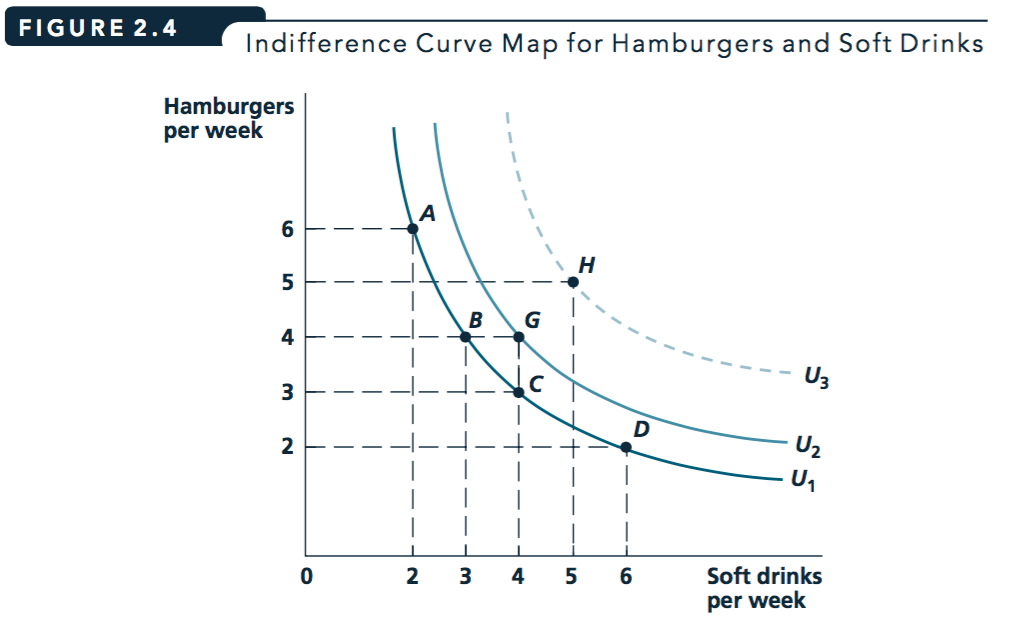 FIGURE 2.4
Indifference Curve Map for Hamburgers and Soft Drinks
Hamburgers
per week
A
6
H
5
B
G
4
C
3
U3
D
2
U2
U1
0
2
3
4
5
6
Soft drinks
per week